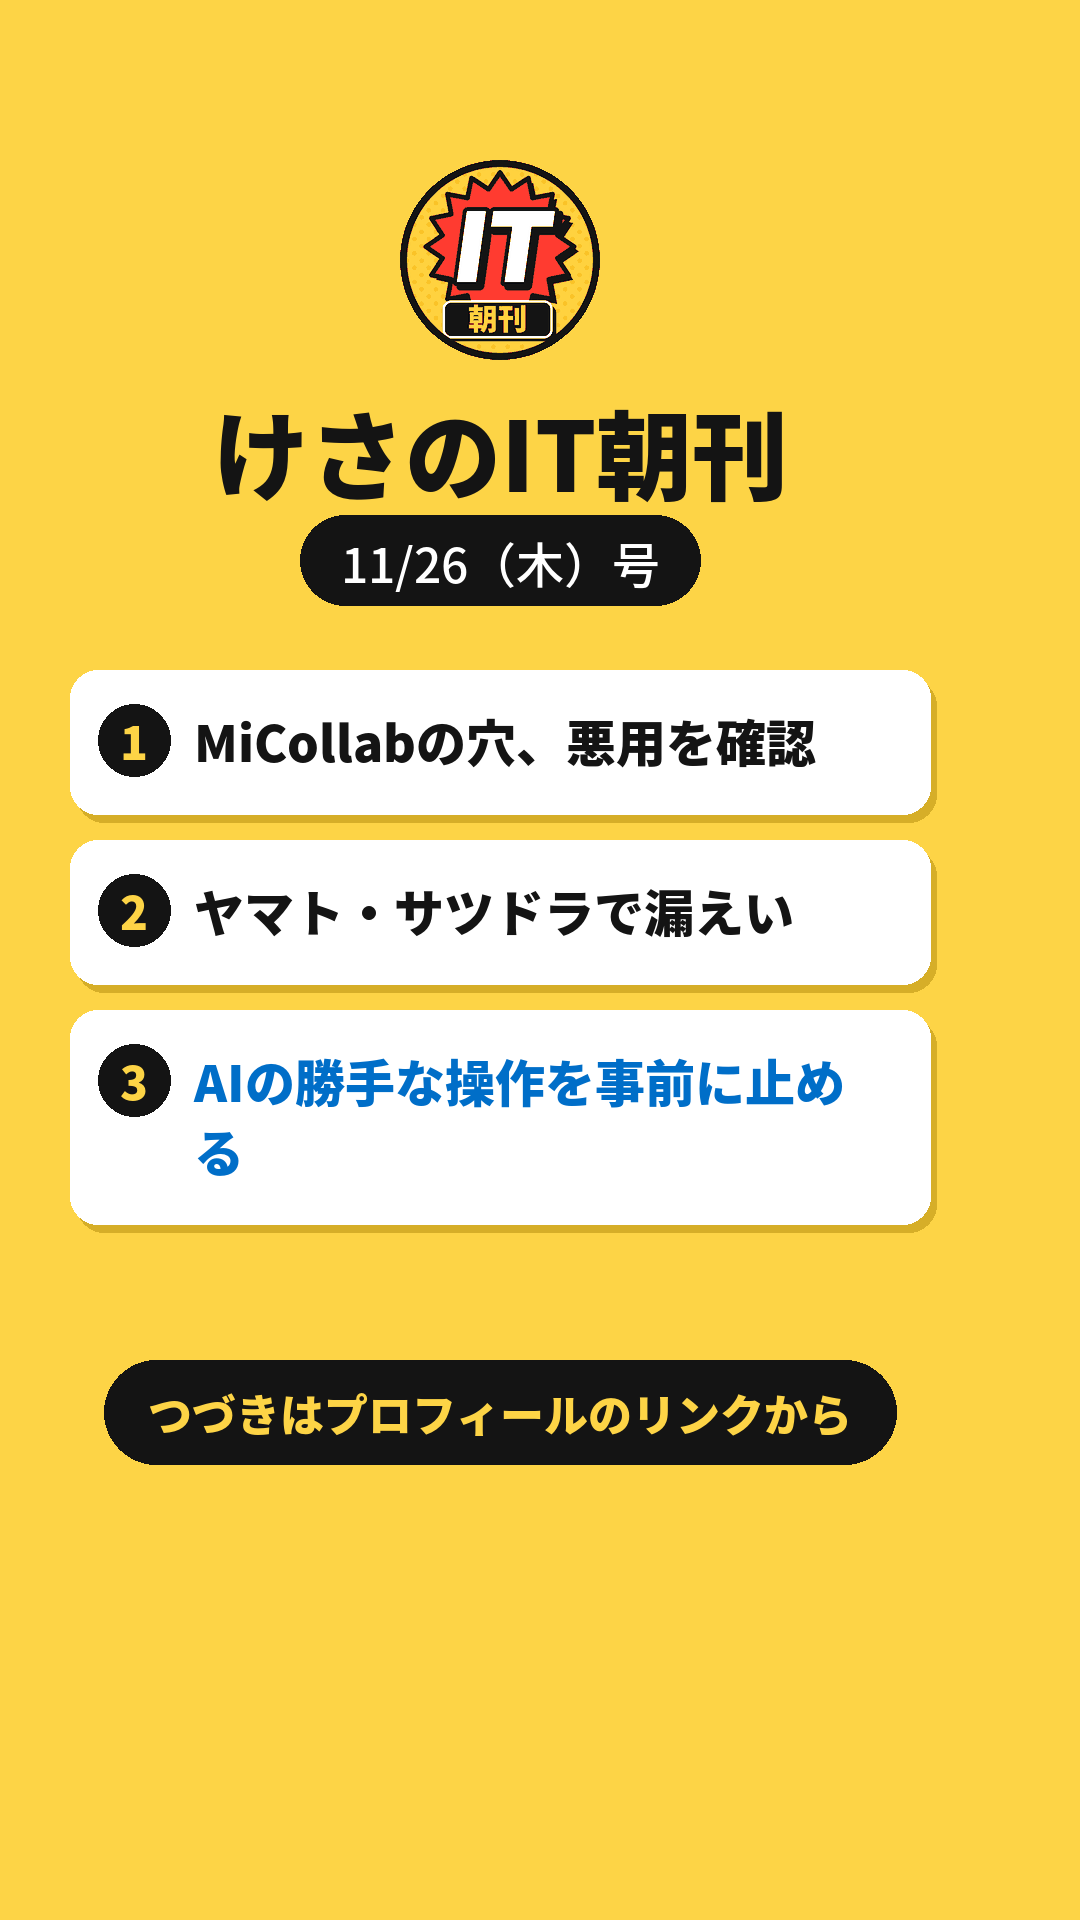 IT
朝刊
けさのIT朝刊
11/26（木）号
1 MiCollabの穴、悪用を確認
2 ヤマト・サツドラで漏えい
3 AIの勝手な操作を事前に止め
る
つづきはプロフィールのリンクから